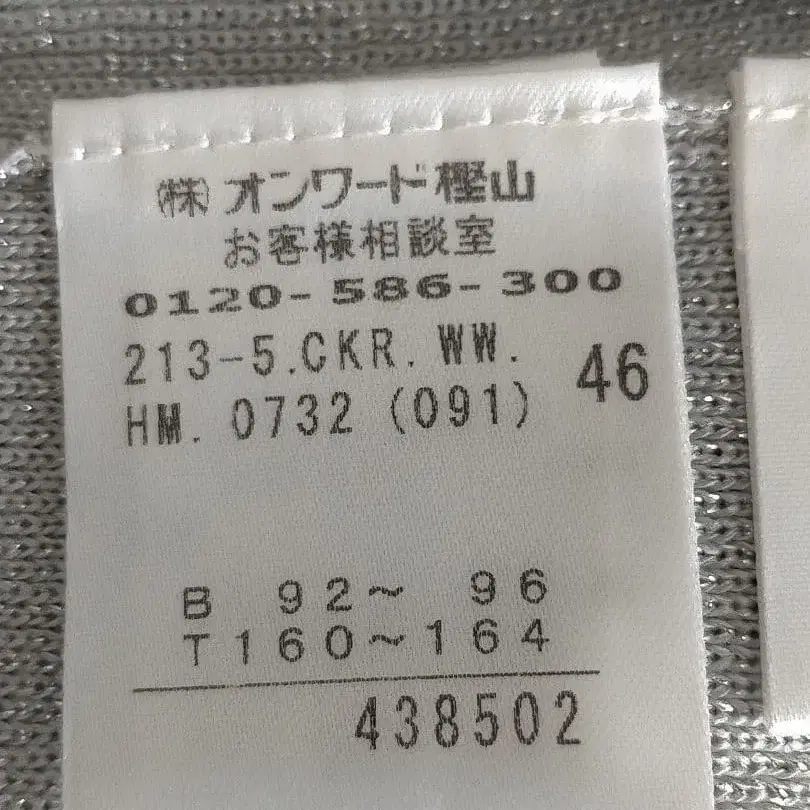 ㈱ オンワード樫山
お客様相談室
0120-586-300
213-5.CKR.WW.
HM. 0732 (091)
46
B 92～ 96
T160～164
438502